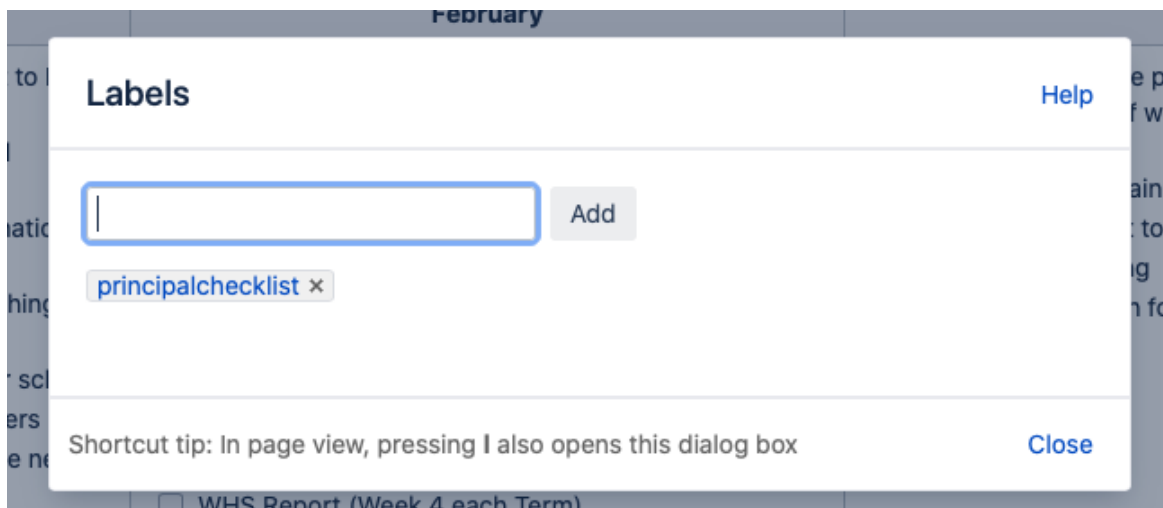 February
to
Labels
Help
Add
principalchecklist ×
Shortcut tip: In page view, pressing l also opens this dialog box
Close
WHS Report (Week 4 each Term)